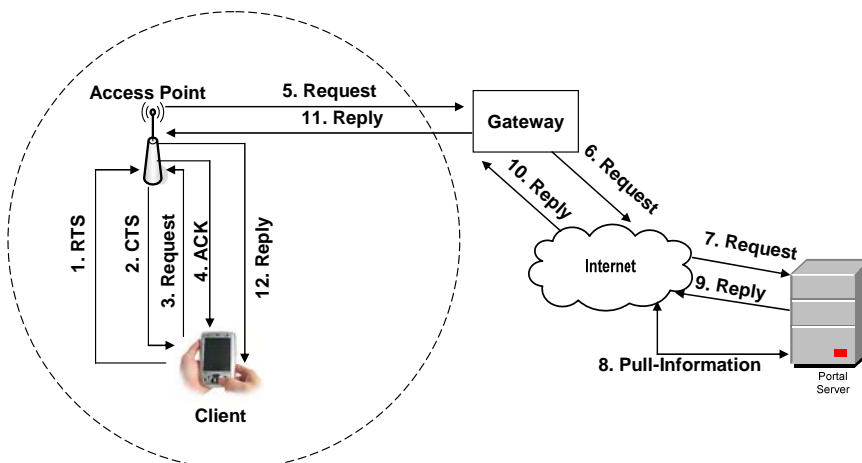 5. Request
Access Point
11. Reply
Gateway
6. Request
10. Reply
1. RTS
2. CTS
3. Request
4. ACK
12. Reply
7. Request
Internet
9. Reply
8. Pull-Information
Portal
Server
Client